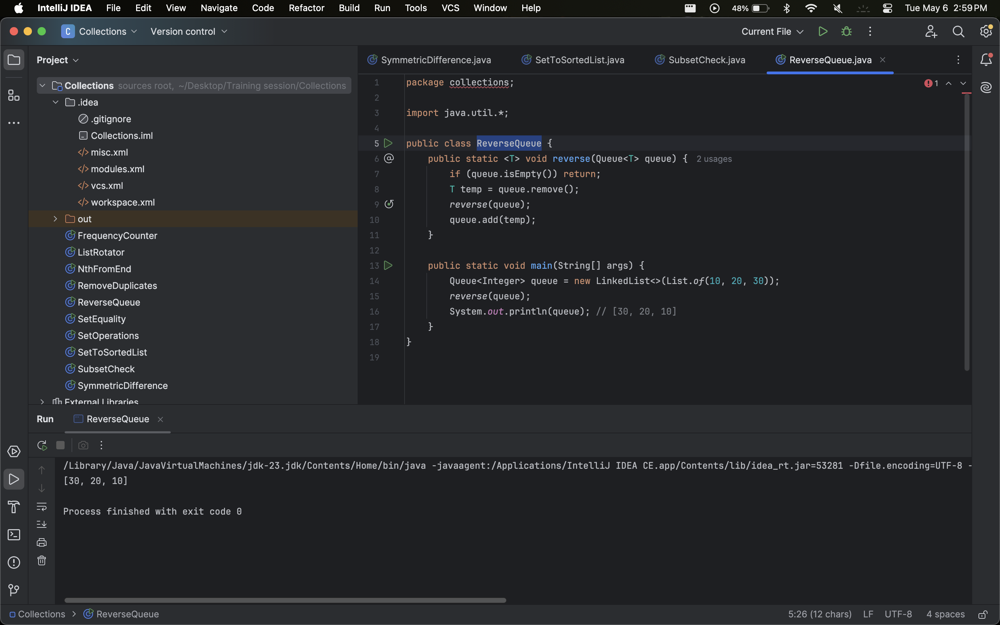 IntelliJ IDEA File Edit View Navigate Code Refactor Build Run Tools VCS Window Help 48% Tue May 6 2:59 PM
C Collections Version control Current File
Project
SymmetricDifference.java SetToSortedList.java SubsetCheck.java ReverseQueue.java
Collections sources root, ~/Desktop/Training session/Collections
.idea
.gitignore
Collections.iml
misc.xml
modules.xml
vcs.xml
workspace.xml
out
FrequencyCounter
ListRotator
NthFromEnd
RemoveDuplicates
ReverseQueue
SetEquality
SetOperations
SetToSortedList
SubsetCheck
SymmetricDifference
External Libraries
1
1 package collections;
2
3 import java.util.*;
4
5 public class ReverseQueue {
6 public static <T> void reverse(Queue<T> queue) { 2 usages
7 if (queue.isEmpty()) return;
8 T temp = queue.remove();
9 reverse(queue);
10 queue.add(temp);
11 }
12
13 public static void main(String[] args) {
14 Queue<Integer> queue = new LinkedList<>(List.of(10, 20, 30));
15 reverse(queue);
16 System.out.println(queue); // [30, 20, 10]
17 }
18 }
19
Run ReverseQueue
/Library/Java/JavaVirtualMachines/jdk-23.jdk/Contents/Home/bin/java -javaagent:/Applications/IntelliJ IDEA CE.app/Contents/lib/idea_rt.jar=53281 -Dfile.encoding=UTF-8 -
[30, 20, 10]
Process finished with exit code 0
Collections > ReverseQueue 5:26 (12 chars) LF UTF-8 4 spaces